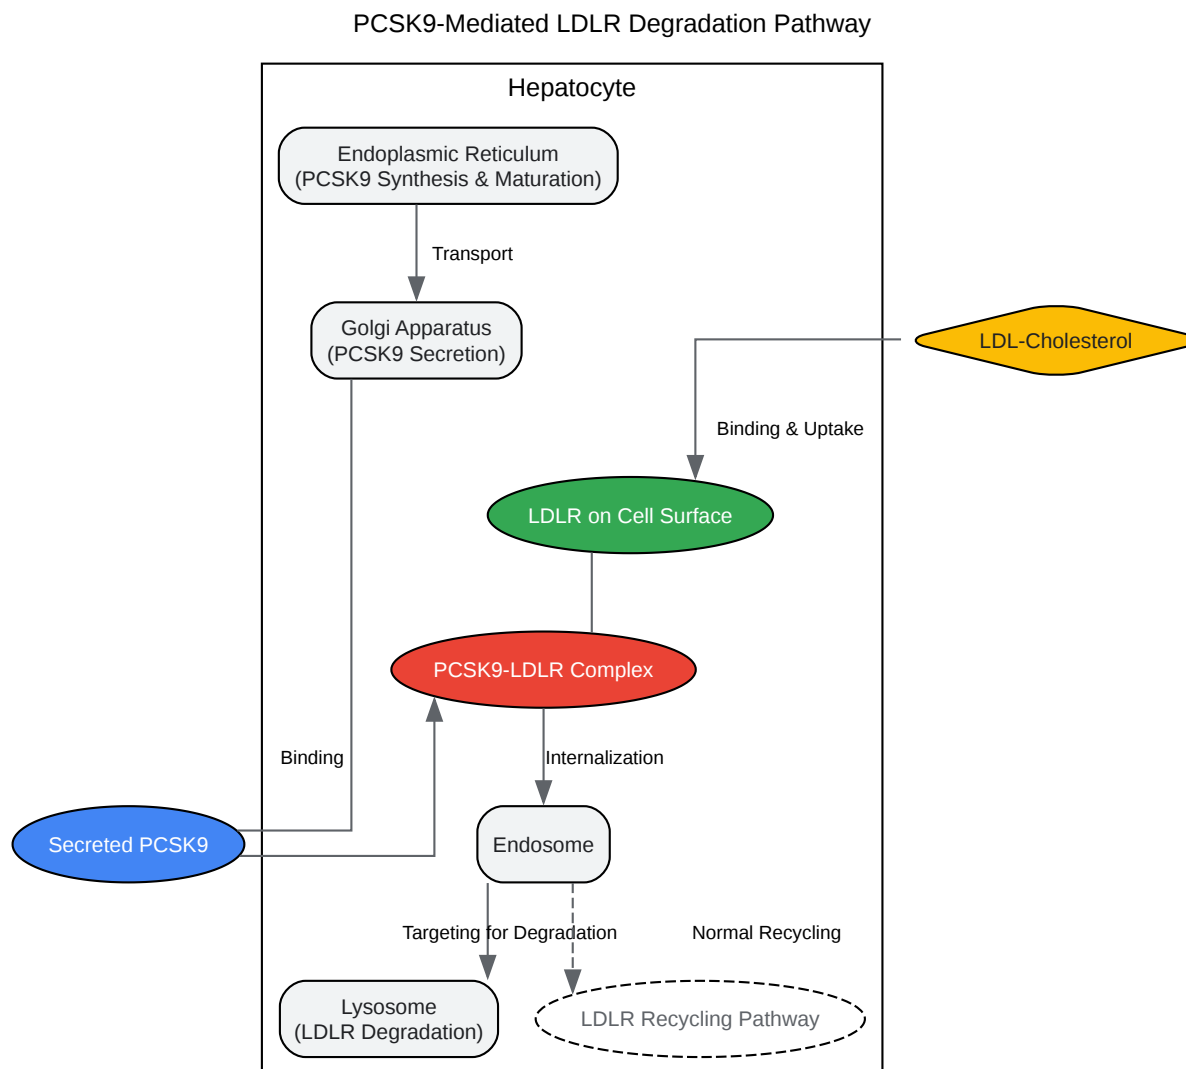 PCSK9-Mediated LDLR Degradation Pathway
Hepatocyte
Endoplasmic Reticulum
(PCSK9 Synthesis & Maturation)
Transport
Golgi Apparatus
(PCSK9 Secretion)
LDL-Cholesterol
Binding & Uptake
LDLR on Cell Surface
PCSK9-LDLR Complex
Binding
Internalization
Secreted PCSK9
Endosome
Targeting for Degradation
Normal Recycling
Lysosome
(LDLR Degradation)
LDLR Recycling Pathway